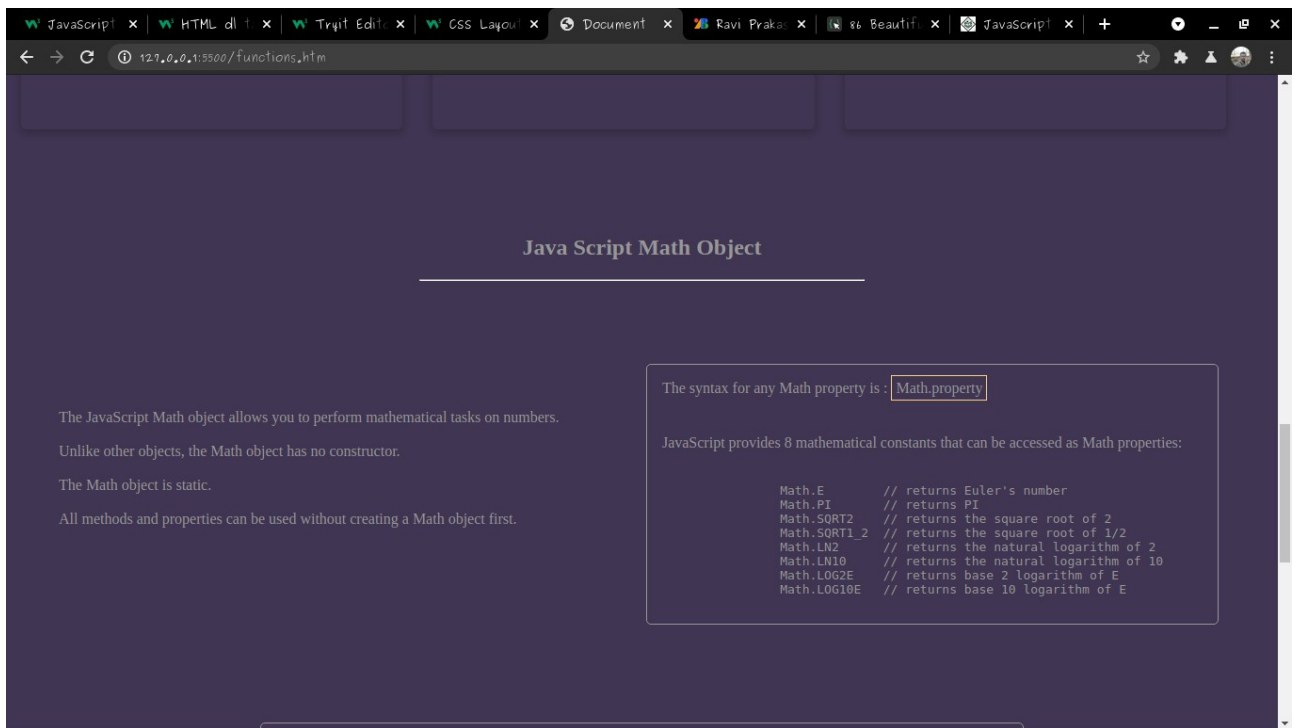 JavaScript
HTML dl t
Tryit Edito
CSS Layout
Document
Ravi Prakas
86 Beautifu
JavaScript
127.0.0.1:5500/functions.htm
Java Script Math Object
The JavaScript Math object allows you to perform mathematical tasks on numbers.
Unlike other objects, the Math object has no constructor.
The Math object is static.
All methods and properties can be used without creating a Math object first.
The syntax for any Math property is : Math.property
JavaScript provides 8 mathematical constants that can be accessed as Math properties:
Math.E // returns Euler's number
Math.PI // returns PI
Math.SQRT2 // returns the square root of 2
Math.SQRT1_2 // returns the square root of 1/2
Math.LN2 // returns the natural logarithm of 2
Math.LN10 // returns the natural logarithm of 10
Math.LOG2E // returns base 2 logarithm of E
Math.LOG10E // returns base 10 logarithm of E